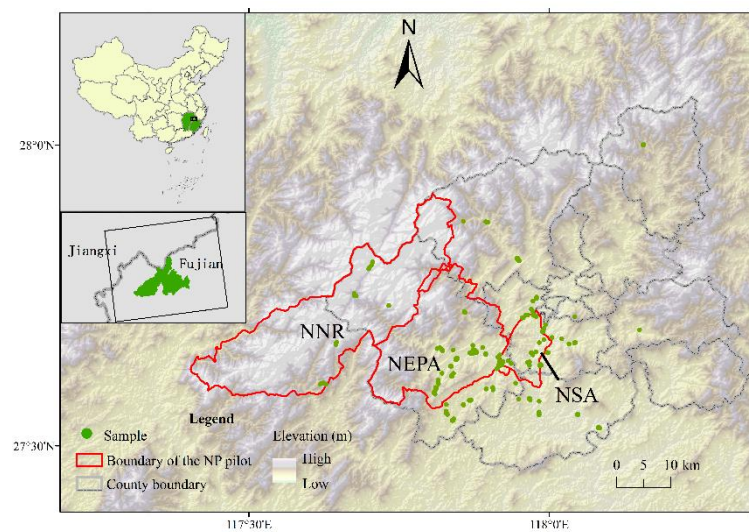 N
28°0'N
Jiangxi
Fujian
NNR
NEPA
NSA
Legend
Sample
Elevation (m)
Boundary of the NP pilot
High
County boundary
Low
27°30'N
0 5 10 km
117°30'E
118°0'E